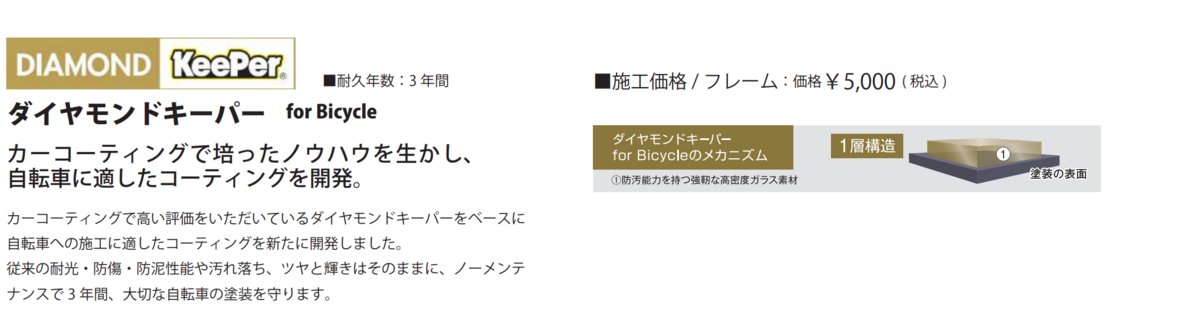 DIAMOND KeePer®
■耐久年数：3 年間
ダイヤモンドキーパー for Bicycle
カーコーティングで培ったノウハウを生かし、
自転車に適したコーティングを開発。
カーコーティングで高い評価をいただいているダイヤモンドキーパーをベースに
自転車への施工に適したコーティングを新たに開発しました。
従来の耐光・防傷・防泥性能や汚れ落ち、ツヤと輝きはそのままに、ノーメンテ
ナンスで 3 年間、大切な自転車の塗装を守ります。
■施工価格 / フレーム：価格 ￥5,000 ( 税込 )
ダイヤモンドキーパー
for Bicycleのメカニズム
①防汚能力を持つ強靭な高密度ガラス素材
1層構造
①
塗装の表面